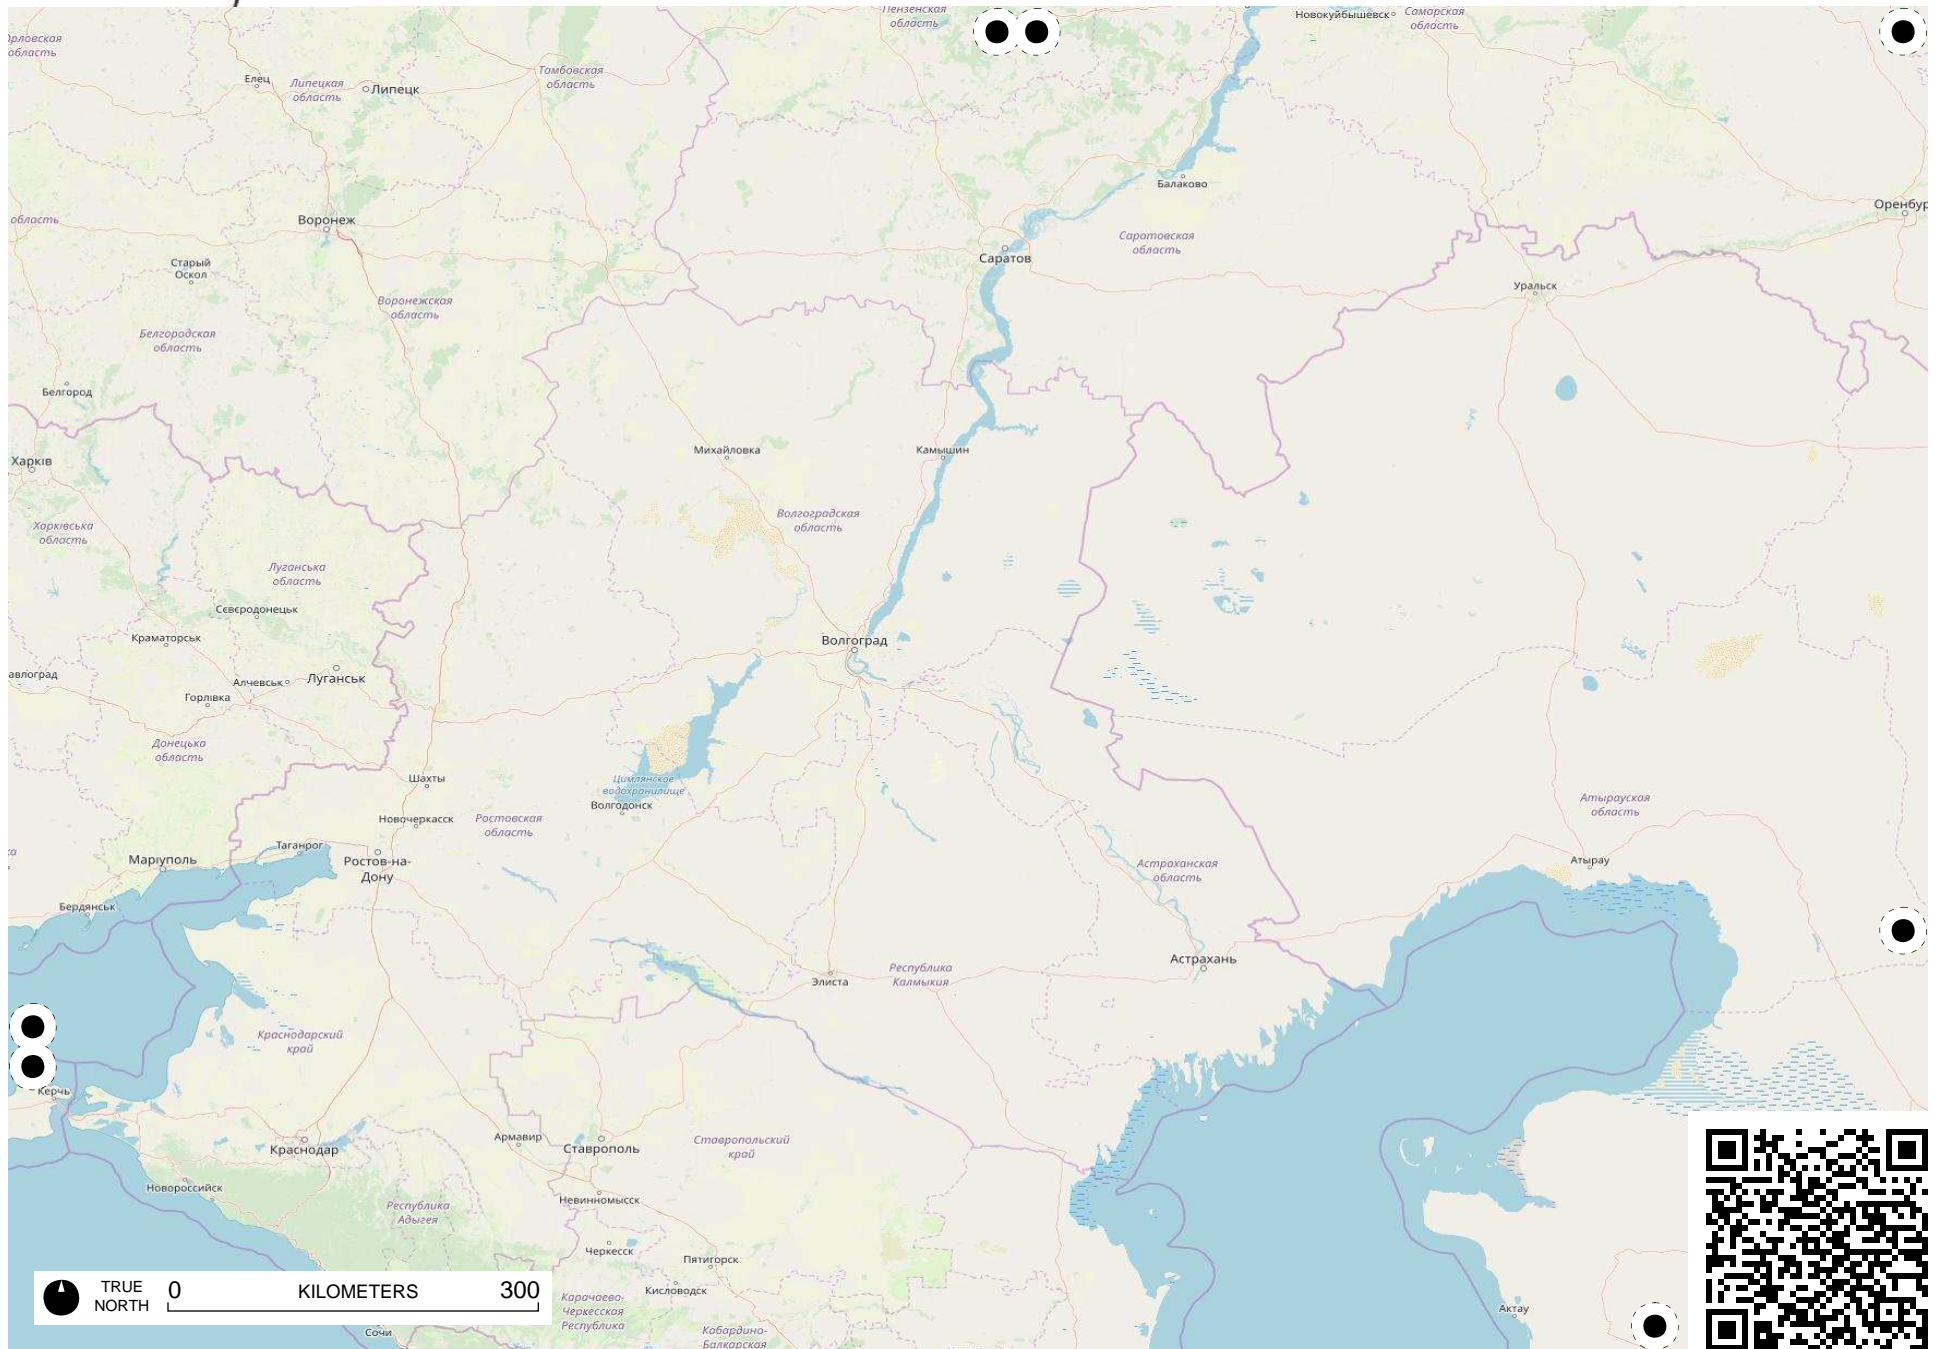 Пензенская
область
Новокуйбышевск
Самарская
область
Орловская
область
Елец
Липецкая
область
Липецк
Тамбовская
область
Балаково
область
Воронеж
Оренбур
Саратовская
область
Саратов
Старый
Оскол
Уральск
Воронежская
область
Белгородская
область
Белгород
Михайловка
Камышин
Харків
Волгоградская
область
Харківська
область
Луганська
область
Сєвєродонецьк
Краматорськ
Волгоград
авлоград
Алчевськ
Луганськ
Горлівка
Донецька
область
Шахты
Цимлянское
водохранилище
Волгодонск
Атырауская
область
Новочеркасск
Ростовская
область
Таганрог
ка
Маріуполь
Ростов-на-
Дону
Атырау
Астраханская
область
Бердянськ
Астрахань
Республика
Калмыкия
Элиста
Краснодарский
край
Керчь
Армавир
Ставрополь
Ставропольский
край
Краснодар
Новороссийск
Невинномысск
Республика
Адыгея
Черкесск
Пятигорск
Кисловодск
TRUE
NORTH
0 KILOMETERS 300
Карачаево-
Черкесская
Республика
Актау
Сочи
Кабардино-
Балкарская